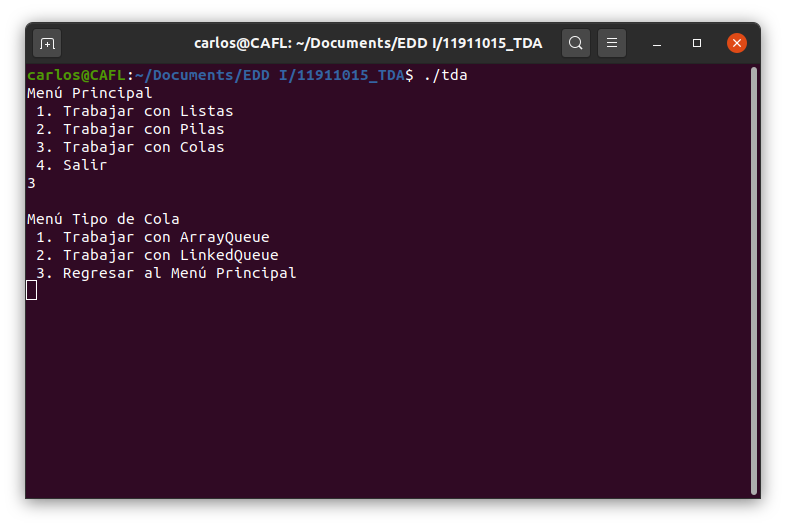 carlos@CAFL: ~/Documents/EDD I/11911015_TDA
carlos@CAFL:~/Documents/EDD I/11911015_TDA$ ./tda
Menú Principal
 1. Trabajar con Listas
 2. Trabajar con Pilas
 3. Trabajar con Colas
 4. Salir
3

Menú Tipo de Cola
 1. Trabajar con ArrayQueue
 2. Trabajar con LinkedQueue
 3. Regresar al Menú Principal